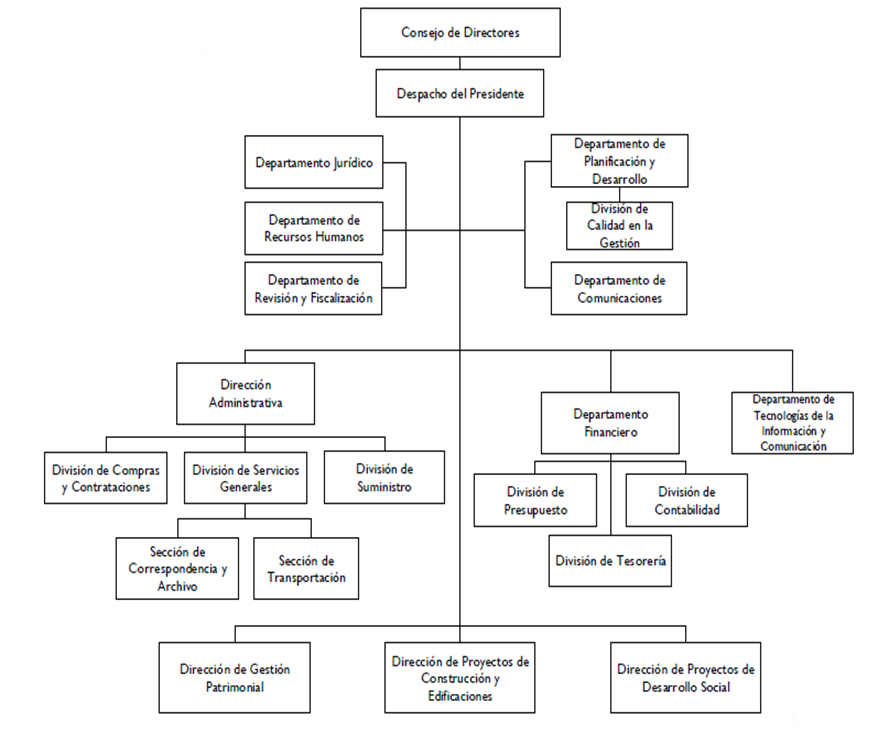 Consejo de Directores
Despacho del Presidente
Departamento Jurídico
Departamento de
Planificación y
Desarrollo
División de
Calidad en la
Gestión
Departamento de
Recursos Humanos
Departamento de
Revisión y Fiscalización
Departamento de
Comunicaciones
Dirección
Administrativa
Departamento
Financiero
Departamento de
Tecnologías de la
Información y
Comunicación
División de Compras
y Contrataciones
División de Servicios
Generales
División de
Suministro
División de
Presupuesto
División de
Contabilidad
Sección de
Correspondencia y
Archivo
Sección de
Transportación
División de Tesorería
Dirección de Gestión
Patrimonial
Dirección de Proyectos de
Construcción y
Edificaciones
Dirección de Proyectos de
Desarrollo Social